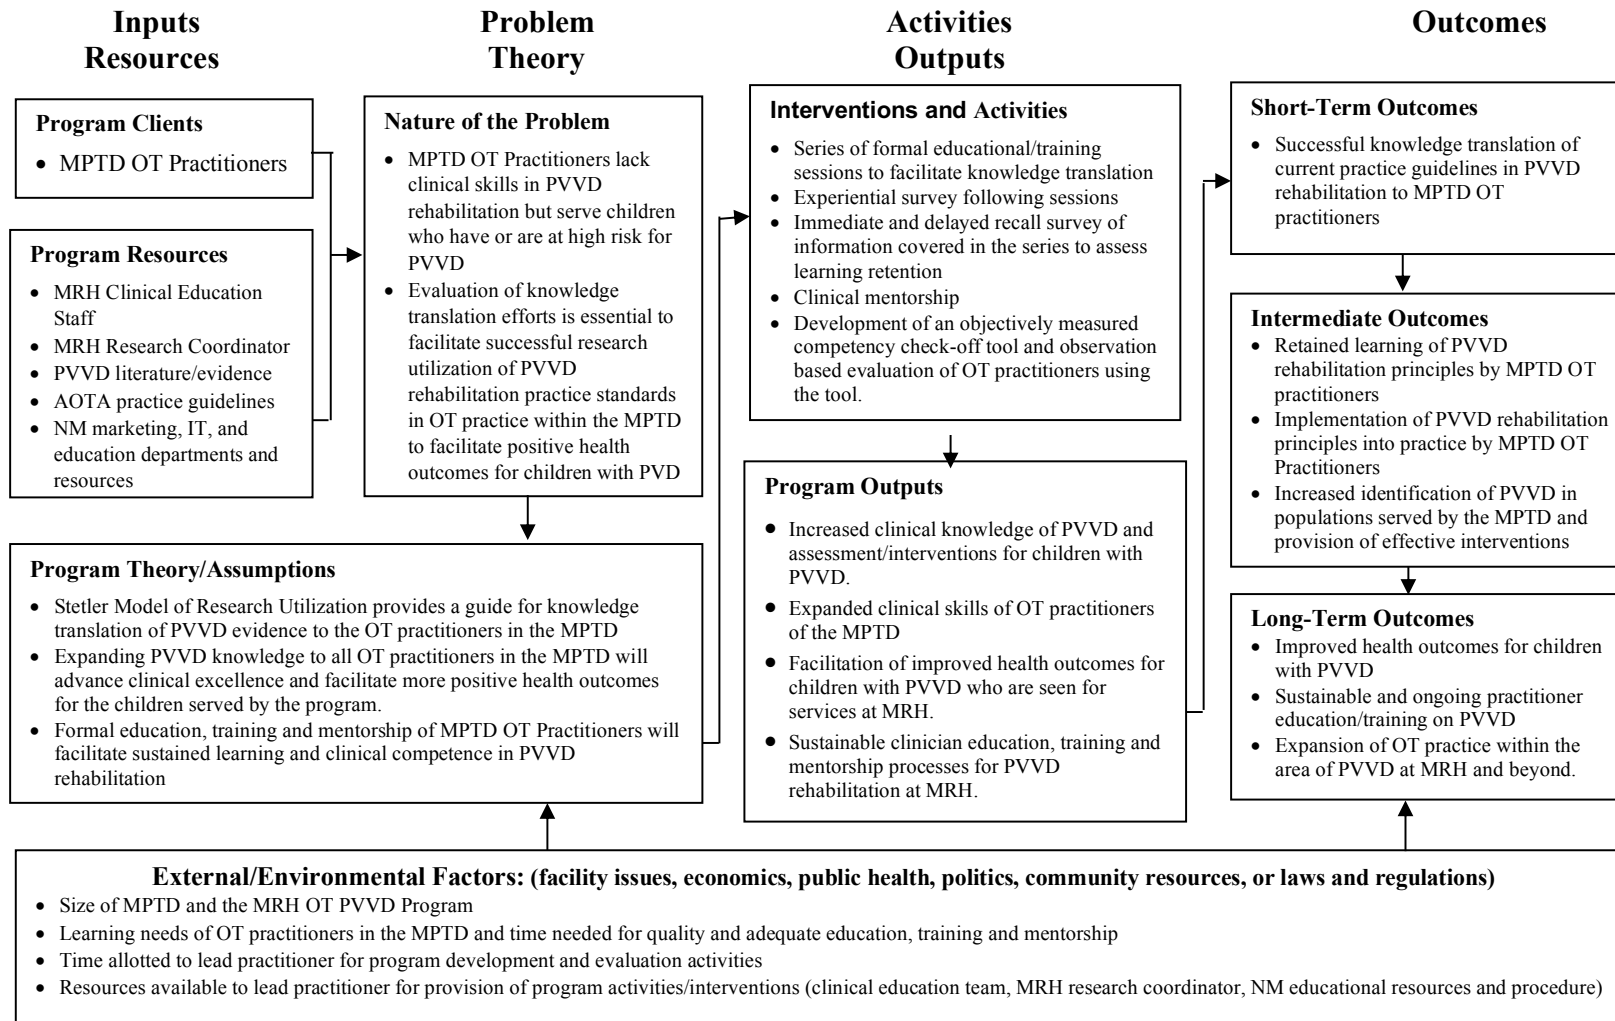 Inputs
Resources
Problem
Theory
Activities
Outputs
Outcomes
Program Clients
• MPTD OT Practitioners
Program Resources
• MRH Clinical Education
Staff
• MRH Research Coordinator
• PVVD literature/evidence
• AOTA practice guidelines
• NM marketing, IT, and
education departments and
resources
Nature of the Problem
• MPTD OT Practitioners lack
clinical skills in PVVD
rehabilitation but serve children
who have or are at high risk for
PVVD
• Evaluation of knowledge
translation efforts is essential to
facilitate successful research
utilization of PVVD
rehabilitation practice standards
in OT practice within the MPTD
to facilitate positive health
outcomes for children with PVD
Program Theory/Assumptions
• Stetler Model of Research Utilization provides a guide for knowledge
translation of PVVD evidence to the OT practitioners in the MPTD
• Expanding PVVD knowledge to all OT practitioners in the MPTD will
advance clinical excellence and facilitate more positive health outcomes
for the children served by the program.
• Formal education, training and mentorship of MPTD OT Practitioners will
facilitate sustained learning and clinical competence in PVVD
rehabilitation
Interventions and Activities
• Series of formal educational/training
sessions to facilitate knowledge translation
• Experiential survey following sessions
• Immediate and delayed recall survey of
information covered in the series to assess
learning retention
• Clinical mentorship
• Development of an objectively measured
competency check-off tool and observation
based evaluation of OT practitioners using
the tool.
Program Outputs
• Increased clinical knowledge of PVVD and
assessment/interventions for children with
PVVD.
• Expanded clinical skills of OT practitioners
of the MPTD
• Facilitation of improved health outcomes for
children with PVVD who are seen for
services at MRH.
• Sustainable clinician education, training and
mentorship processes for PVVD
rehabilitation at MRH.
Short-Term Outcomes
• Successful knowledge translation of
current practice guidelines in PVVD
rehabilitation to MPTD OT
practitioners
Intermediate Outcomes
• Retained learning of PVVD
rehabilitation principles by MPTD OT
practitioners
• Implementation of PVVD rehabilitation
principles into practice by MPTD OT
Practitioners
• Increased identification of PVVD in
populations served by the MPTD and
provision of effective interventions
Long-Term Outcomes
• Improved health outcomes for children
with PVVD
• Sustainable and ongoing practitioner
education/training on PVVD
• Expansion of OT practice within the
area of PVVD at MRH and beyond.
External/Environmental Factors: (facility issues, economics, public health, politics, community resources, or laws and regulations)
• Size of MPTD and the MRH OT PVVD Program
• Learning needs of OT practitioners in the MPTD and time needed for quality and adequate education, training and mentorship
• Time allotted to lead practitioner for program development and evaluation activities
• Resources available to lead practitioner for provision of program activities/interventions (clinical education team, MRH research coordinator, NM educational resources and procedure)